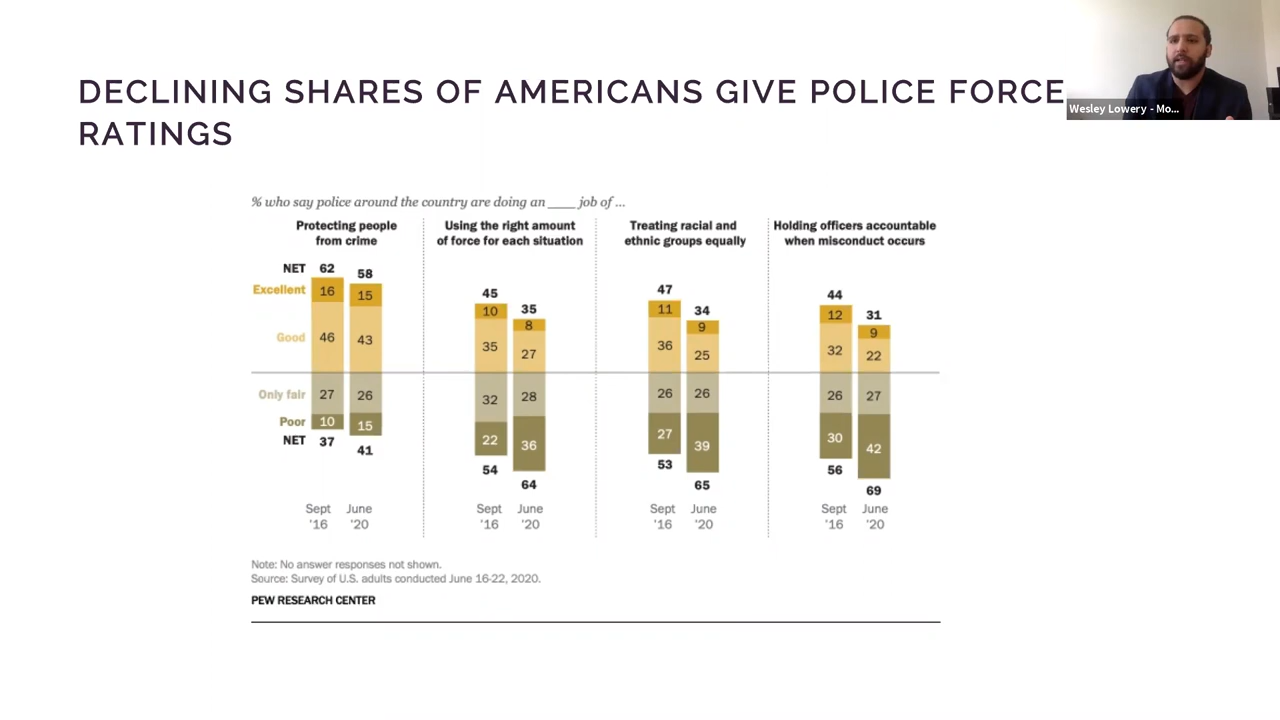 DECLINING SHARES OF AMERICANS GIVE POLICE FORCE
RATINGS
Wesley Lowery - Mo...
% who say police around the country are doing an ____ job of ...
Protecting people
from crime
Using the right amount
of force for each situation
Treating racial and
ethnic groups equally
Holding officers accountable
when misconduct occurs
NET 62 58
Excellent 16 15
Good 46 43
Only fair 27 26
Poor 10 15
NET 37 41
45 35
10 8
35 27
32 28
22 36
54 64
47 34
11 9
36 25
26 26
27 39
53 65
44 31
12 9
32 22
26 27
30 42
56 69
Sept June Sept June Sept June Sept June
'16 '20 '16 '20 '16 '20 '16 '20
Note: No answer responses not shown.
Source: Survey of U.S. adults conducted June 16-22, 2020.
PEW RESEARCH CENTER